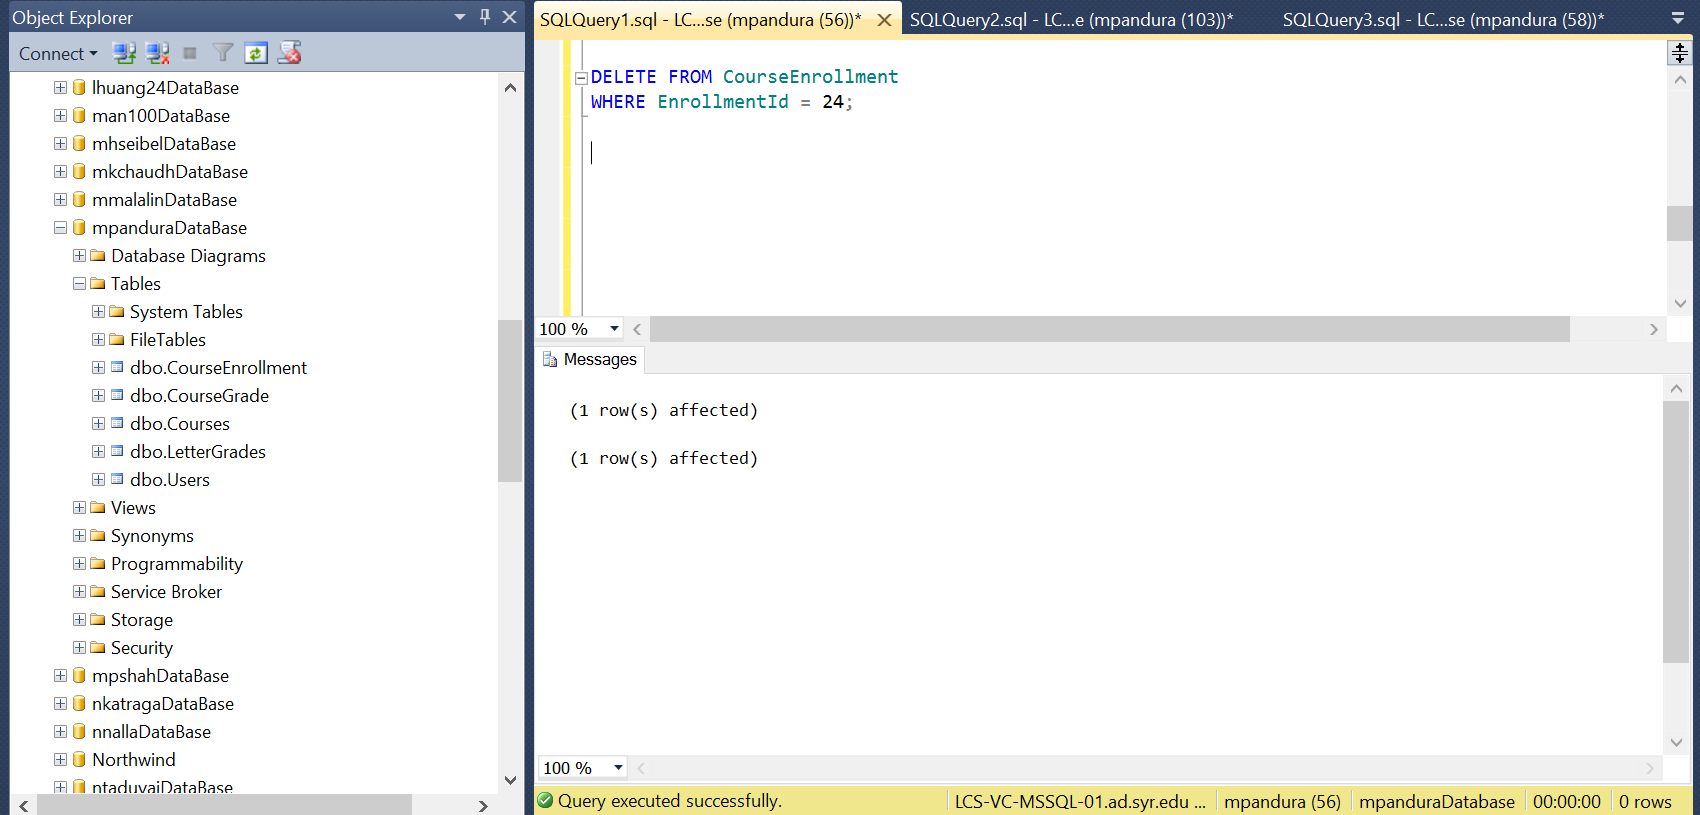 Object Explorer
Connect
lhuang24DataBase
man100DataBase
mhseibelDataBase
mkchaudhDataBase
mmalalinDataBase
mpanduraDataBase
Database Diagrams
Tables
System Tables
FileTables
dbo.CourseEnrollment
dbo.CourseGrade
dbo.Courses
dbo.LetterGrades
dbo.Users
Views
Synonyms
Programmability
Service Broker
Storage
Security
mpshahDataBase
nkatragaDataBase
nnallaDataBase
Northwind
ntaduvaiDataBase
SQLQuery1.sql - LC...se (mpandura (56))* SQLQuery2.sql - LC...e (mpandura (103))* SQLQuery3.sql - LC...se (mpandura (58))*
DELETE FROM CourseEnrollment
WHERE EnrollmentId = 24;
100 %
Messages
(1 row(s) affected)
(1 row(s) affected)
100 %
Query executed successfully. LCS-VC-MSSQL-01.ad.syr.edu ... mpandura (56) mpanduraDatabase 00:00:00 0 rows